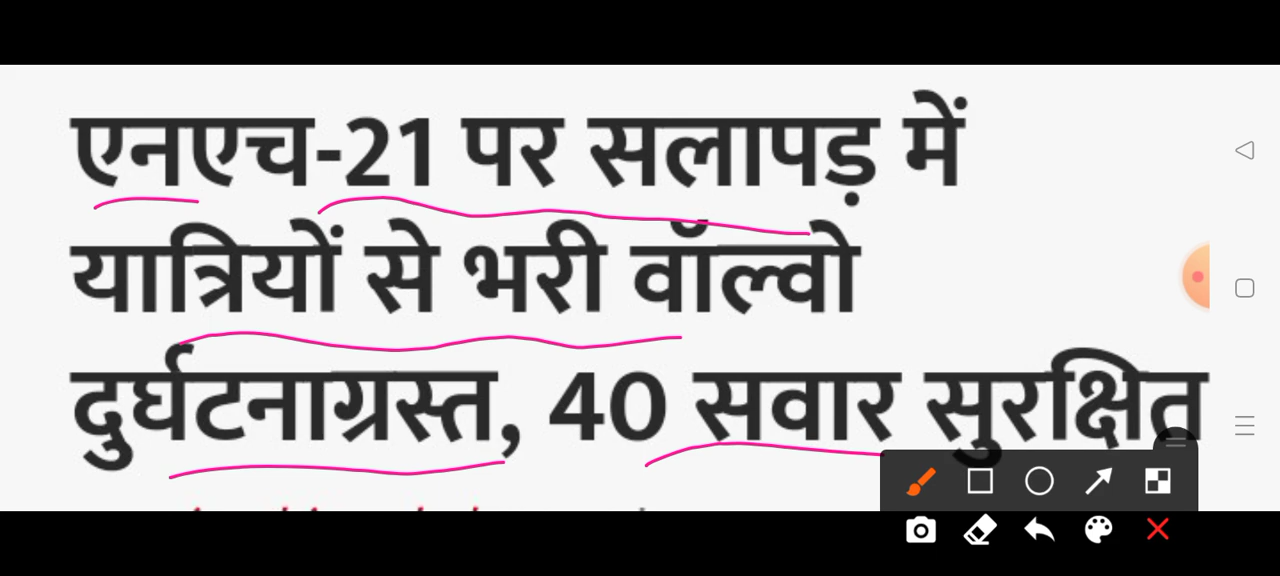 एनएच-21 पर सलापड़ में
यात्रियों से भरी वॉल्वो
दुर्घटनाग्रस्त, 40 सवार सुरक्षित